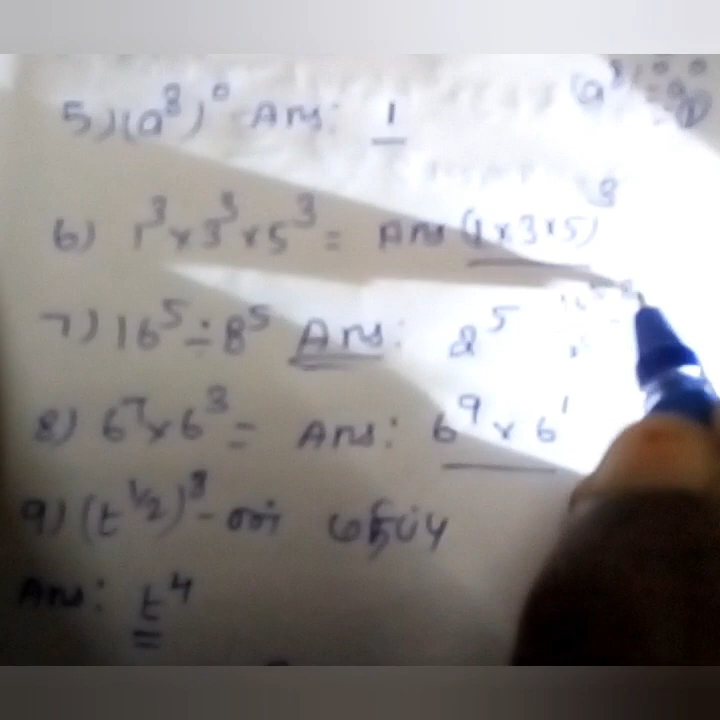 5) (a³)⁰ Ans: 1
6) 1³ × 3³ × 5³ = Ans (1×3×5)³
7) 16⁵ ÷ 8⁵ Ans: 2⁵
8) 6⁷ × 6³ = Ans: 6⁹ × 6¹
9) (t^1/2)⁸ - ன் மதிப்பு
Ans: t⁴